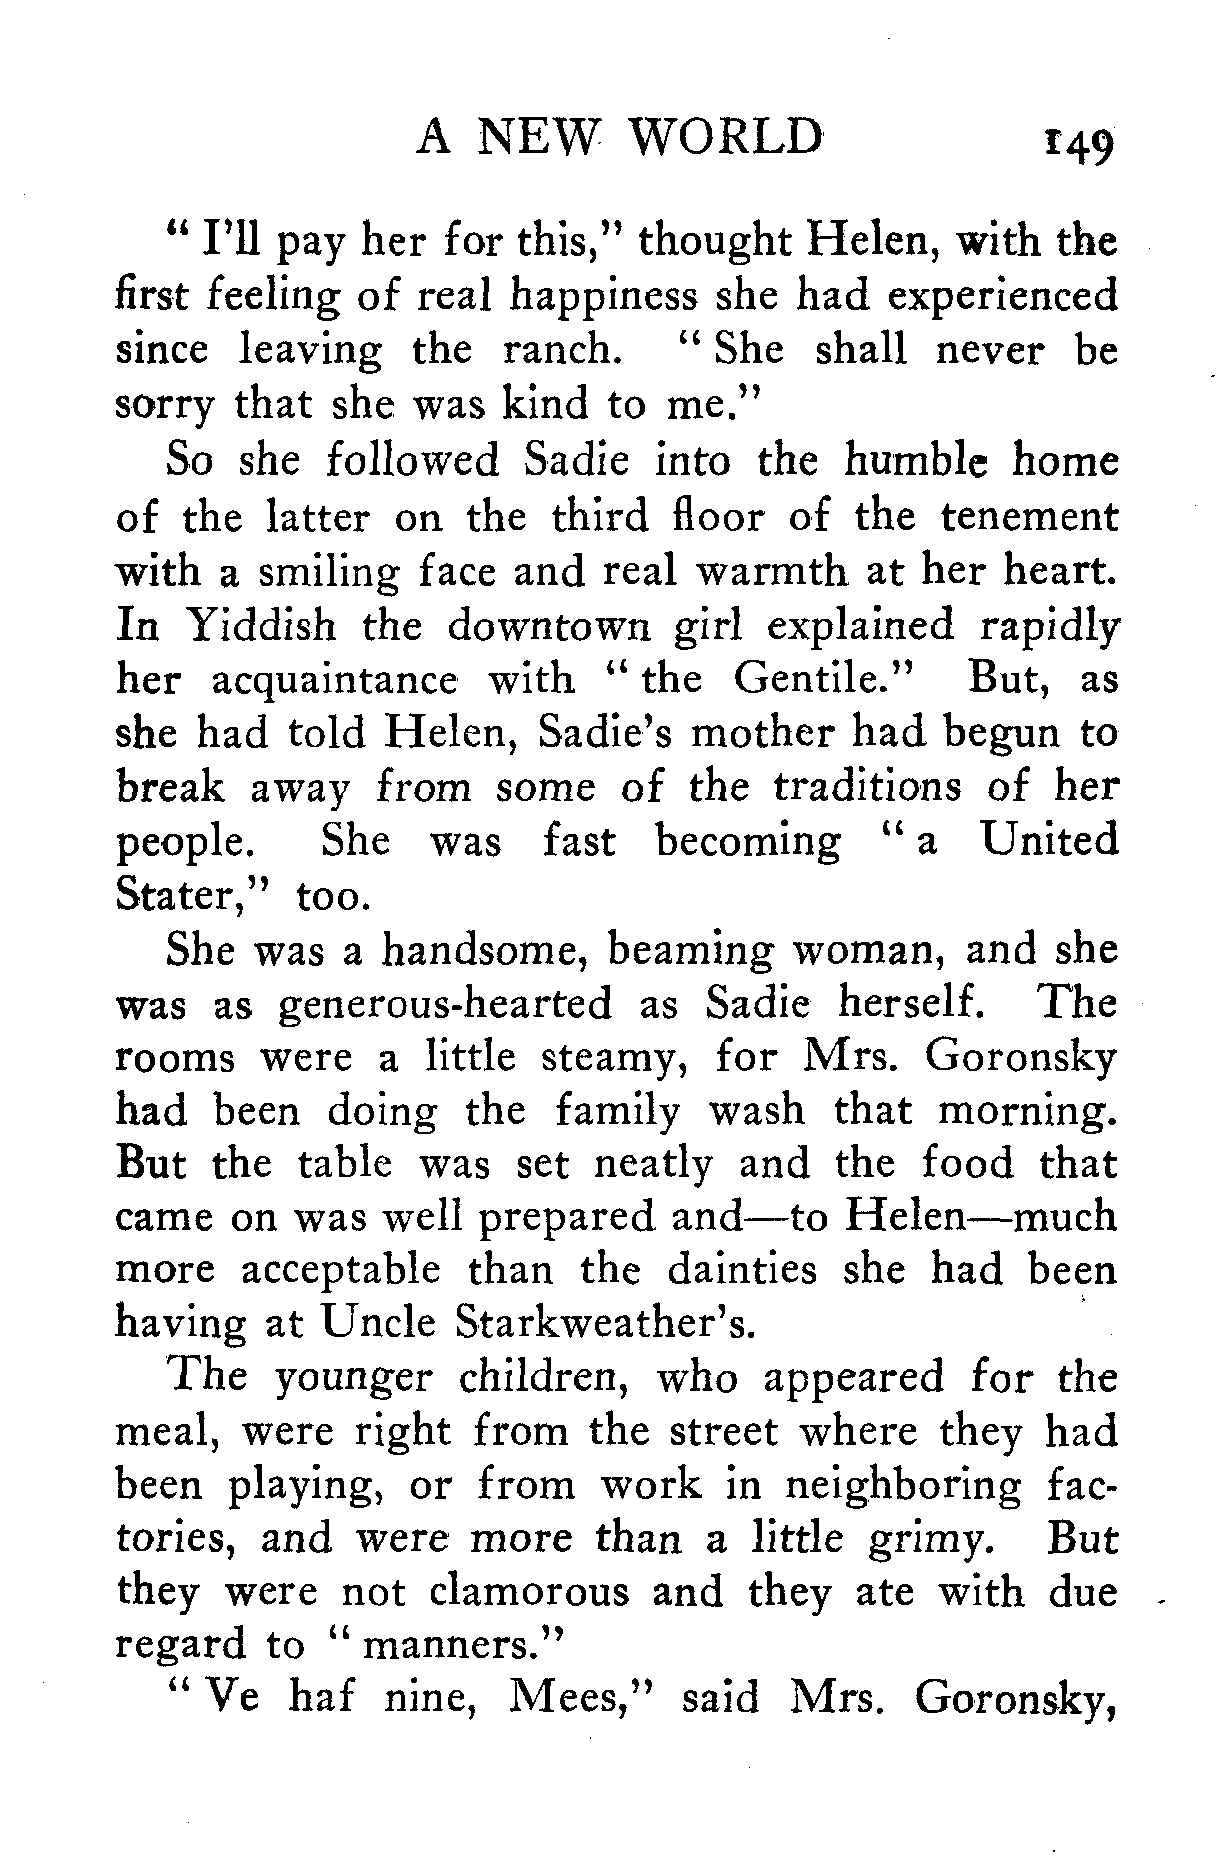 A NEW WORLD 149
“ I’ll pay her for this,” thought Helen, with the
first feeling of real happiness she had experienced
since leaving the ranch. “ She shall never be
sorry that she was kind to me.”
So she followed Sadie into the humble home
of the latter on the third floor of the tenement
with a smiling face and real warmth at her heart.
In Yiddish the downtown girl explained rapidly
her acquaintance with “ the Gentile.” But, as
she had told Helen, Sadie’s mother had begun to
break away from some of the traditions of her
people. She was fast becoming “ a United
Stater,” too.
She was a handsome, beaming woman, and she
was as generous-hearted as Sadie herself. The
rooms were a little steamy, for Mrs. Goronsky
had been doing the family wash that morning.
But the table was set neatly and the food that
came on was well prepared and—to Helen—much
more acceptable than the dainties she had been
having at Uncle Starkweather’s.
The younger children, who appeared for the
meal, were right from the street where they had
been playing, or from work in neighboring fac-
tories, and were more than a little grimy. But
they were not clamorous and they ate with due
regard to “ manners.”
“ Ve haf nine, Mees,” said Mrs. Goronsky,